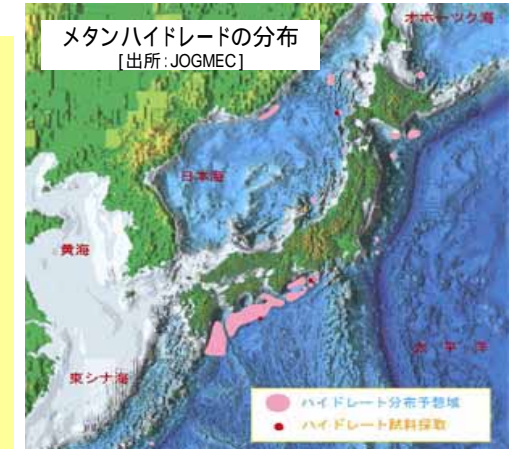 メタンハイドレードの分布
[出所:JOGMEC]
オホーツク海
日本海
黄海
東シナ海
太平洋
ハイドレート分布予想域
ハイドレート試料採取